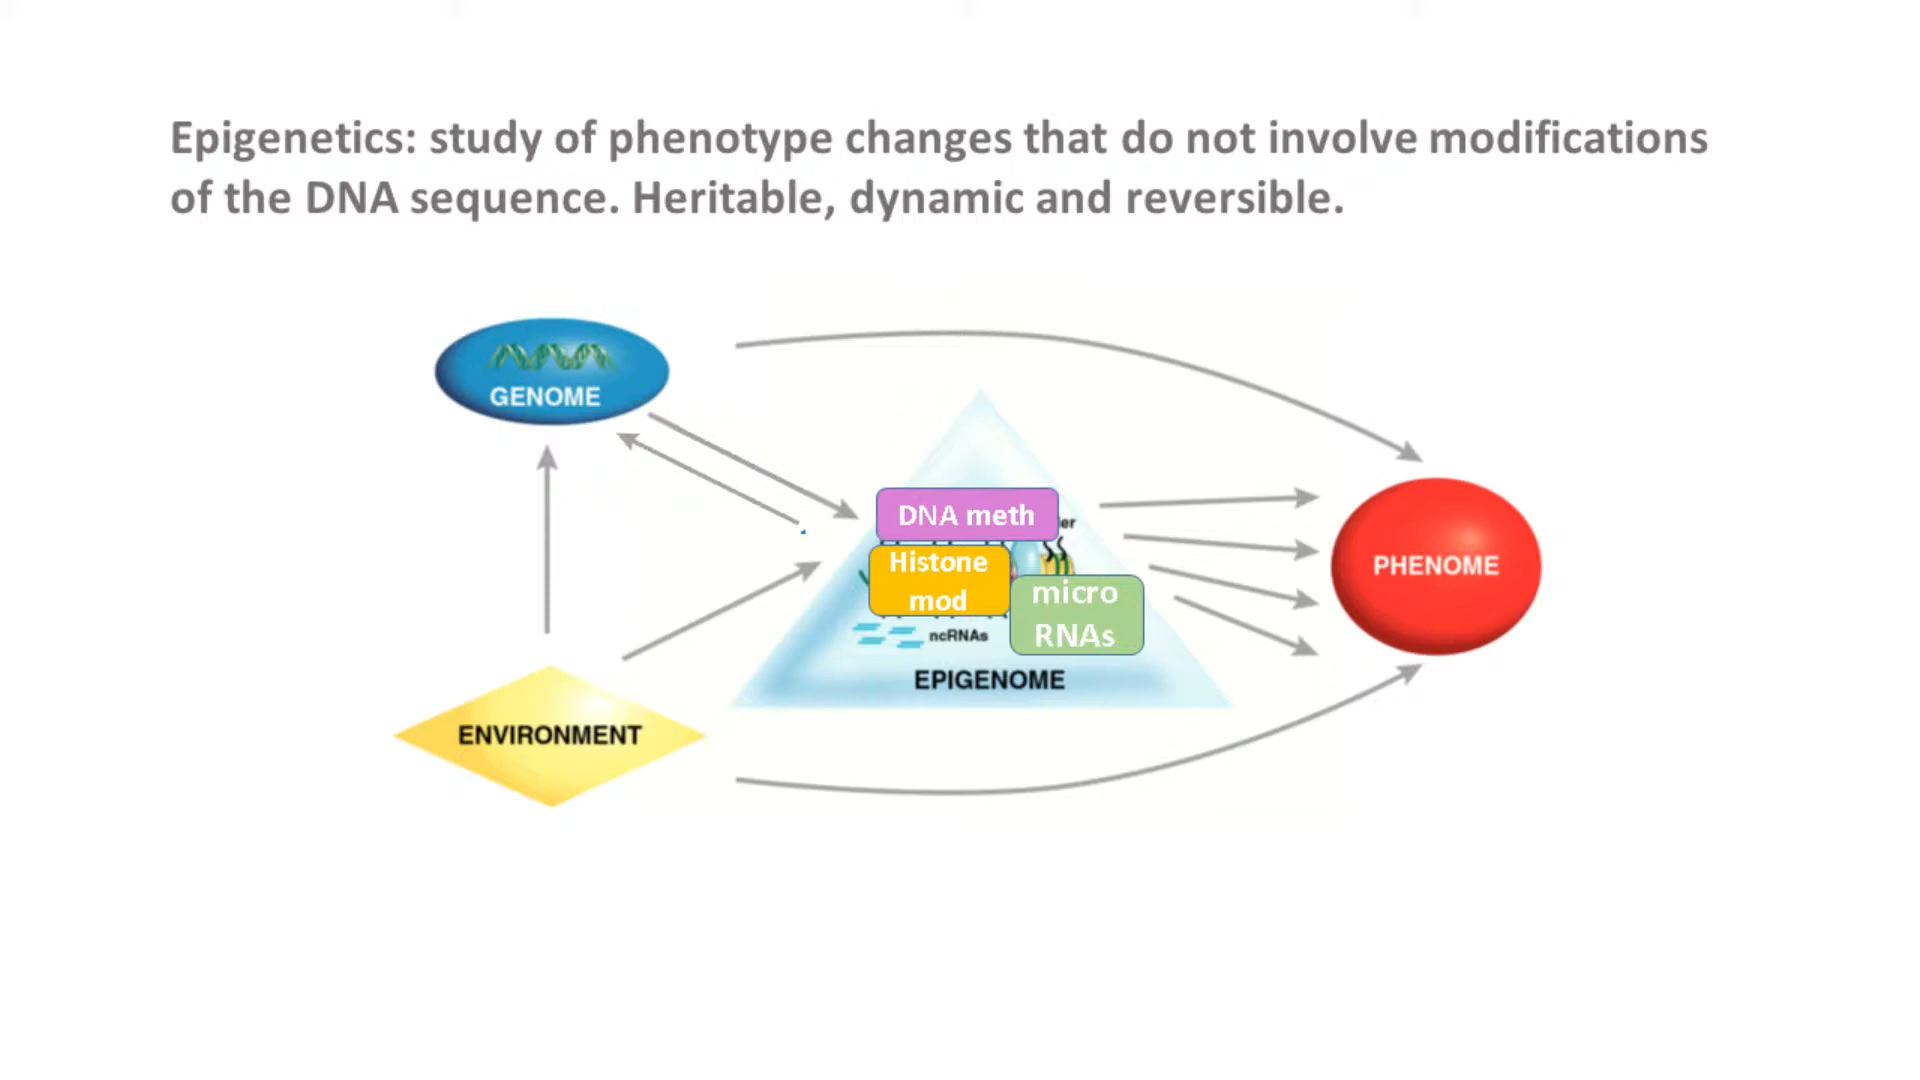 Epigenetics: study of phenotype changes that do not involve modifications
of the DNA sequence. Heritable, dynamic and reversible.
GENOME
DNA meth
Histone
mod
micro
RNAs
ncRNAs
EPIGENOME
PHENOME
ENVIRONMENT